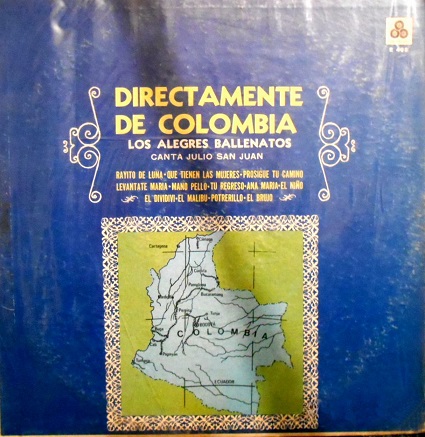 DIRECTAMENTE
DE COLOMBIA
LOS ALEGRES BALLENATOS
CANTA JULIO SAN JUAN
RAYITO DE LUNA · QUE TIENEN LAS MUJERES · PROSIGUE TU CAMINO
LEVANTATE MARIA · MANO PELLO · TU REGRESO · ANA MARIA · EL NIÑO
EL DIVIDIVI · EL MALIBU · POTRERILLO · EL BRUJO
Cartagena
COLOMBIA
ECUADOR